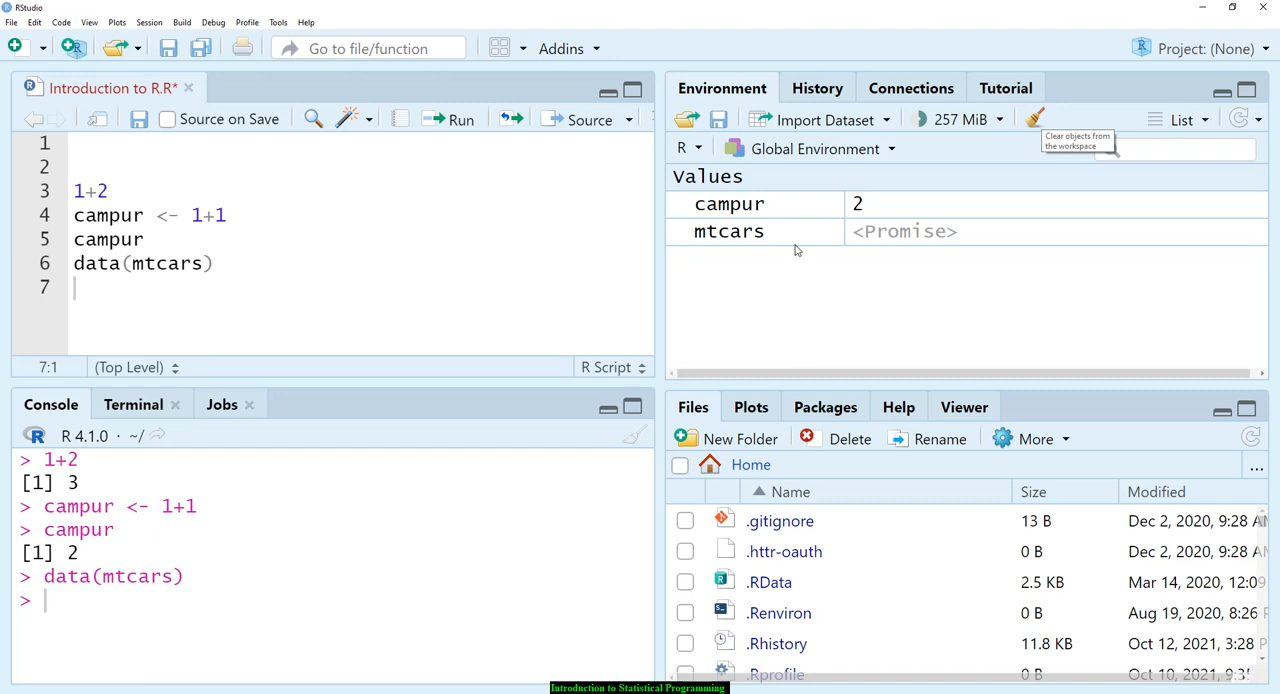 RStudio
File Edit Code View Plots Session Build Debug Profile Tools Help
Go to file/function Addins Project: (None)
Introduction to R.R*
Source on Save Run Source
1
2
3 1+2
4 campur <- 1+1
5 campur
6 data(mtcars)
7
7:1 (Top Level) R Script
Console Terminal Jobs
R 4.1.0 · ~/
> 1+2
[1] 3
> campur <- 1+1
> campur
[1] 2
> data(mtcars)
>
Environment History Connections Tutorial
Import Dataset 257 MiB List
Clear objects from
the workspace
R Global Environment
Values
campur 2
mtcars <Promise>
Files Plots Packages Help Viewer
New Folder Delete Rename More
Home ...
Name Size Modified
.gitignore 13 B Dec 2, 2020, 9:28
.httr-oauth 0 B Dec 2, 2020, 9:28
.RData 2.5 KB Mar 14, 2020, 12:09
.Renviron 0 B Aug 19, 2020, 8:26
.Rhistory 11.8 KB Oct 12, 2021, 3:28
.Rprofile 0 B Oct 10, 2021,
Introduction to Statistical Programming